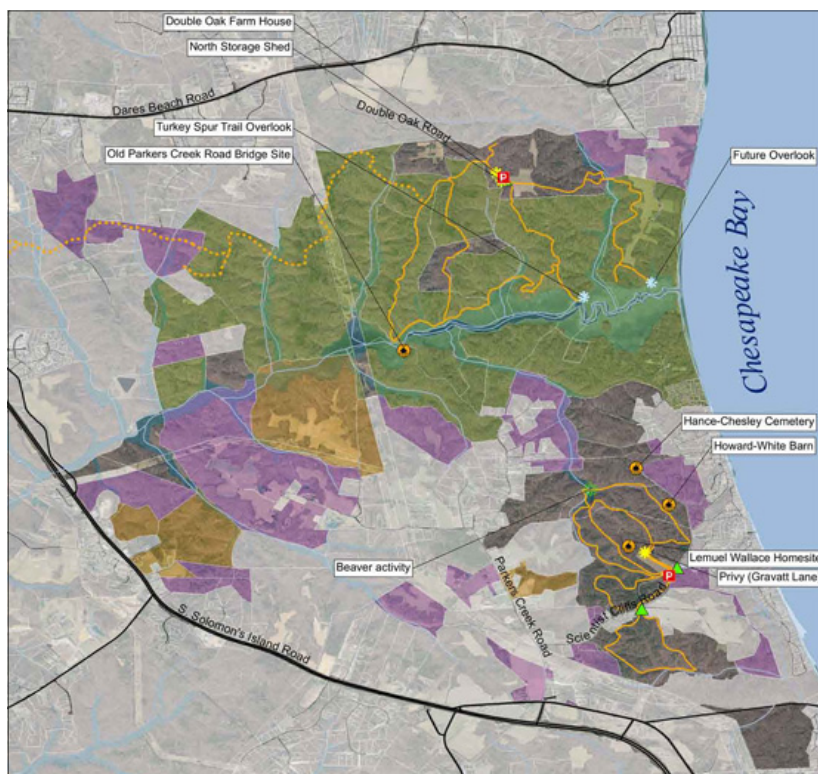 Double Oak Farm House
North Storage Shed
Dares Beach Road
Double Oak Road
Turkey Spur Trail Overlook
Old Parkers Creek Road Bridge Site
Future Overlook
Chesapeake Bay
P
Hance-Chesley Cemetery
Howard-White Barn
Beaver activity
Lemuel Wallace Homesite
Privy (Gravatt Lane
P
Parkers Creek Road
Scientist Cliffs Road
S. Solomon's Island Road